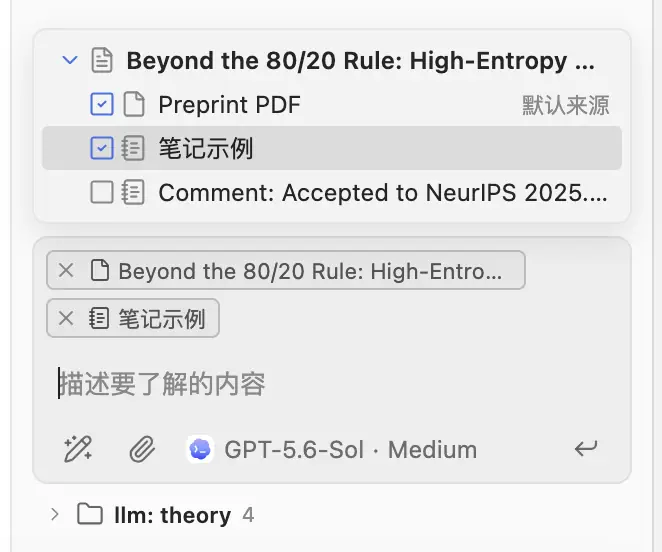 Beyond the 80/20 Rule: High-Entropy ...
Preprint PDF 默认来源
笔记示例
Comment: Accepted to NeurIPS 2025....
Beyond the 80/20 Rule: High-Entro...
笔记示例
描述要了解的内容
GPT-5.6-Sol · Medium
llm: theory 4